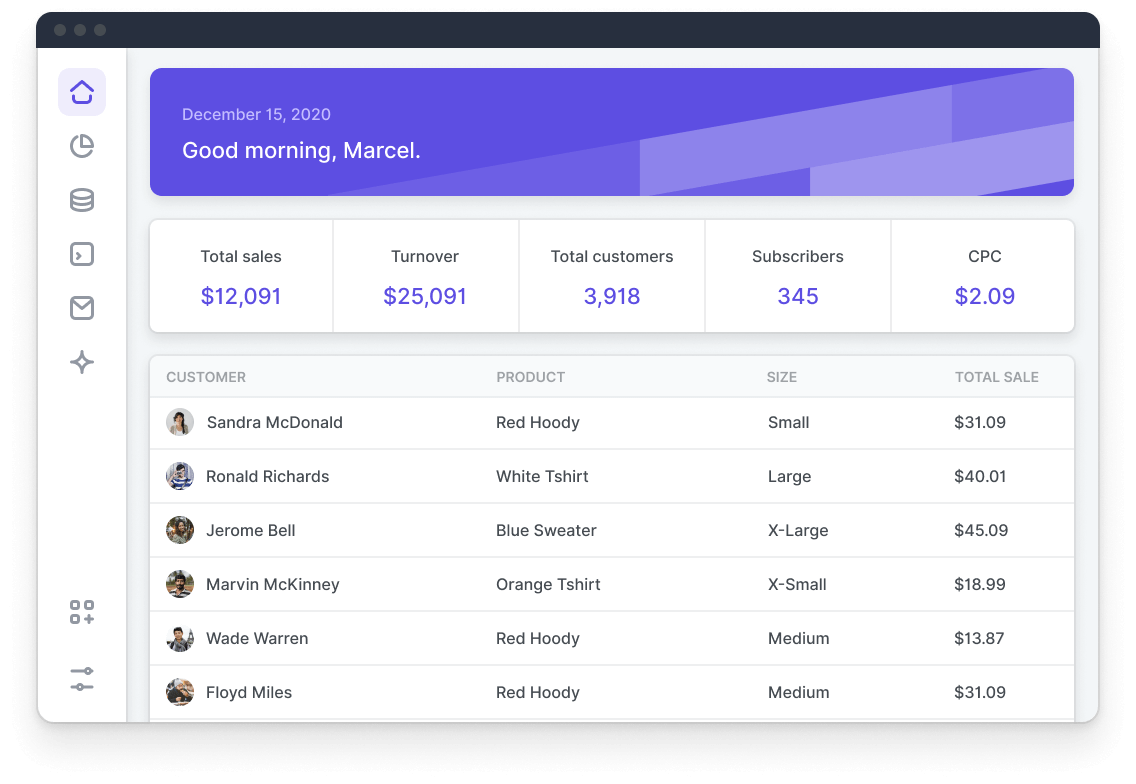 December 15, 2020
Good morning, Marcel.
Total sales Turnover Total customers Subscribers CPC
$12,091 $25,091 3,918 345 $2.09
CUSTOMER PRODUCT SIZE TOTAL SALE
Sandra McDonald Red Hoody Small $31.09
Ronald Richards White Tshirt Large $40.01
Jerome Bell Blue Sweater X-Large $45.09
Marvin McKinney Orange Tshirt X-Small $18.99
Wade Warren Red Hoody Medium $13.87
Floyd Miles Red Hoody Medium $31.09